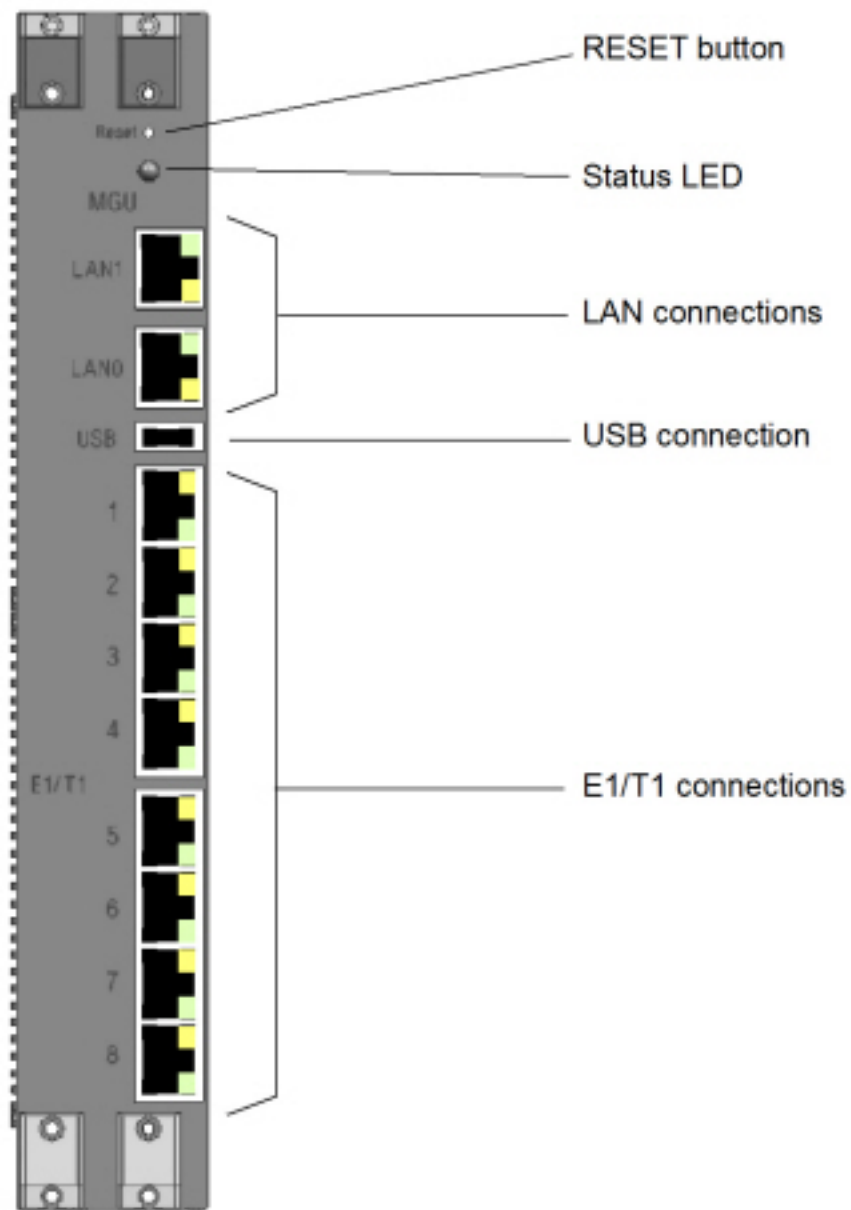 RESET button
Reset
Status LED
MGU
LAN1
LAN connections
LAN0
USB
USB connection
1
2
3
4
E1/T1
E1/T1 connections
5
6
7
8